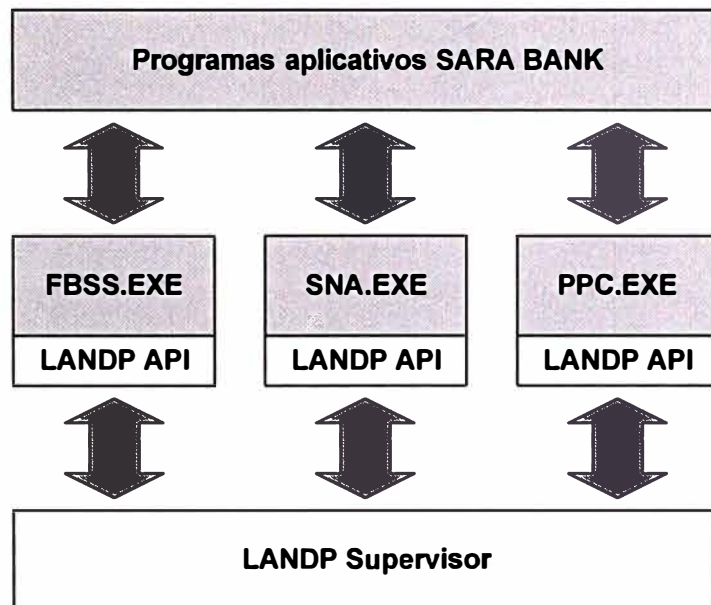 Programas aplicativos SARA BANK
FBSS.EXE
SNA.EXE
PPC.EXE
LANDP API
LANDP API
LANDP API
LANDP Supervisor